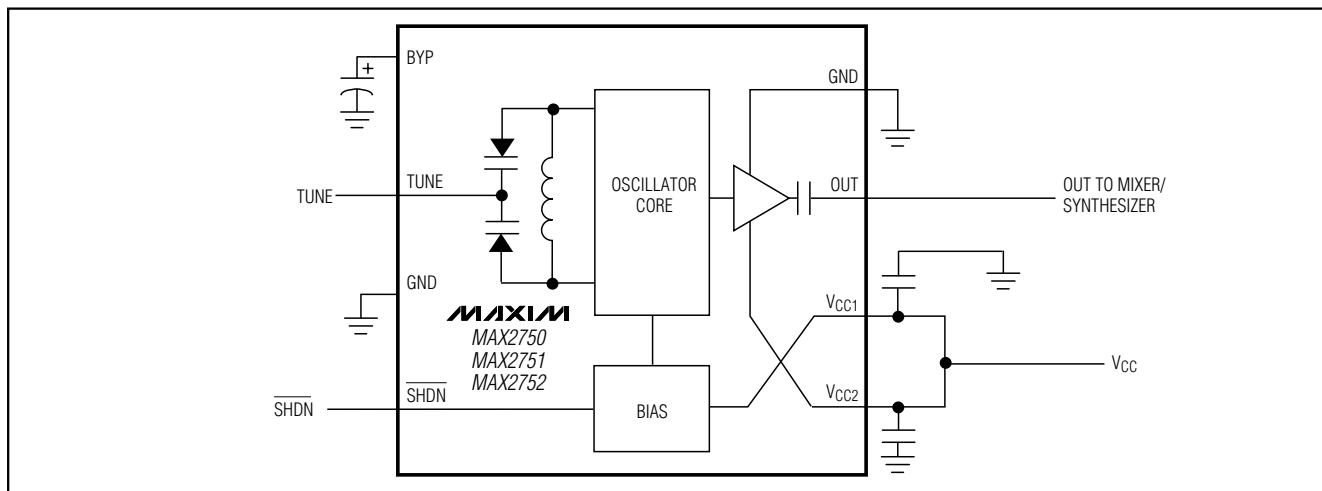 BYP
+
GND
TUNE
TUNE
OSCILLATOR
CORE
OUT
OUT TO MIXER/
SYNTHESIZER
GND
MAXIM
MAX2750
MAX2751
MAX2752
VCC1
VCC
SHDN
SHDN
BIAS
VCC2